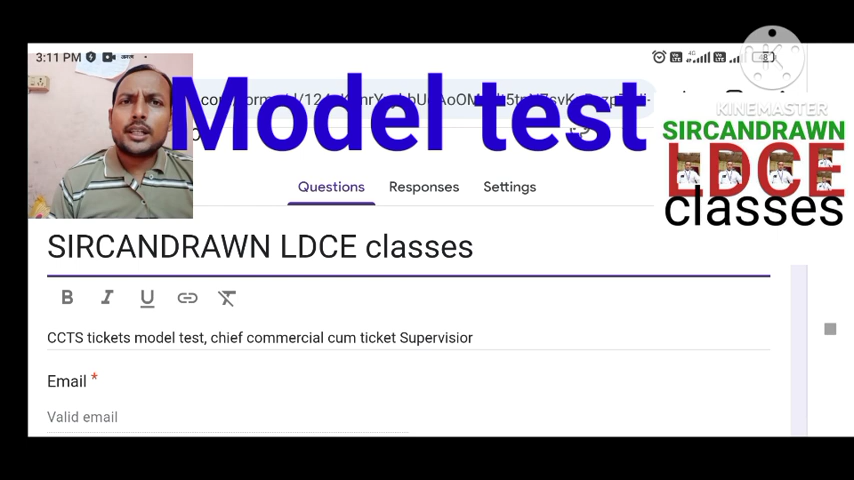 3:11 PM
Model test
KINEMASTER
SIRCANDRAWN
LDCE
classes
Questions Responses Settings
SIRCANDRAWN LDCE classes
B I U
CCTS tickets model test, chief commercial cum ticket Supervisior
Email *
Valid email